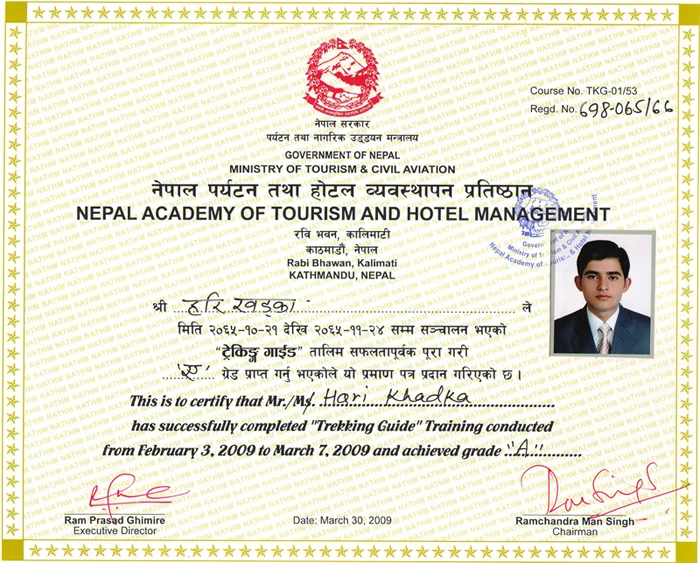 Course No. TKG-01/53
Regd. No. 698-065/66
नेपाल सरकार
पर्यटन तथा नागरिक उड्डयन मन्त्रालय
GOVERNMENT OF NEPAL
MINISTRY OF TOURISM & CIVIL AVIATION
नेपाल पर्यटन तथा होटल व्यवस्थापन प्रतिष्ठान
NEPAL ACADEMY OF TOURISM AND HOTEL MANAGEMENT
रवि भवन, कालिमाटी
काठमाडौं, नेपाल
Rabi Bhawan, Kalimati
KATHMANDU, NEPAL
श्री हरि खड्का ले
मिति २०६५-१०-२१ देखि २०६५-११-२४ सम्म सञ्चालन भएको
"ट्रेकिङ्ग गाईड" तालिम सफलतापूर्वक पूरा गरी
"ए" ग्रेड प्राप्त गर्नु भएकोले यो प्रमाण पत्र प्रदान गरिएको छ ।
This is to certify that Mr./Ms. Hari Khadka
has successfully completed "Trekking Guide" Training conducted
from February 3, 2009 to March 7, 2009 and achieved grade "A"
Ram Prasad Ghimire
Executive Director
Date: March 30, 2009
Ramchandra Man Singh
Chairman